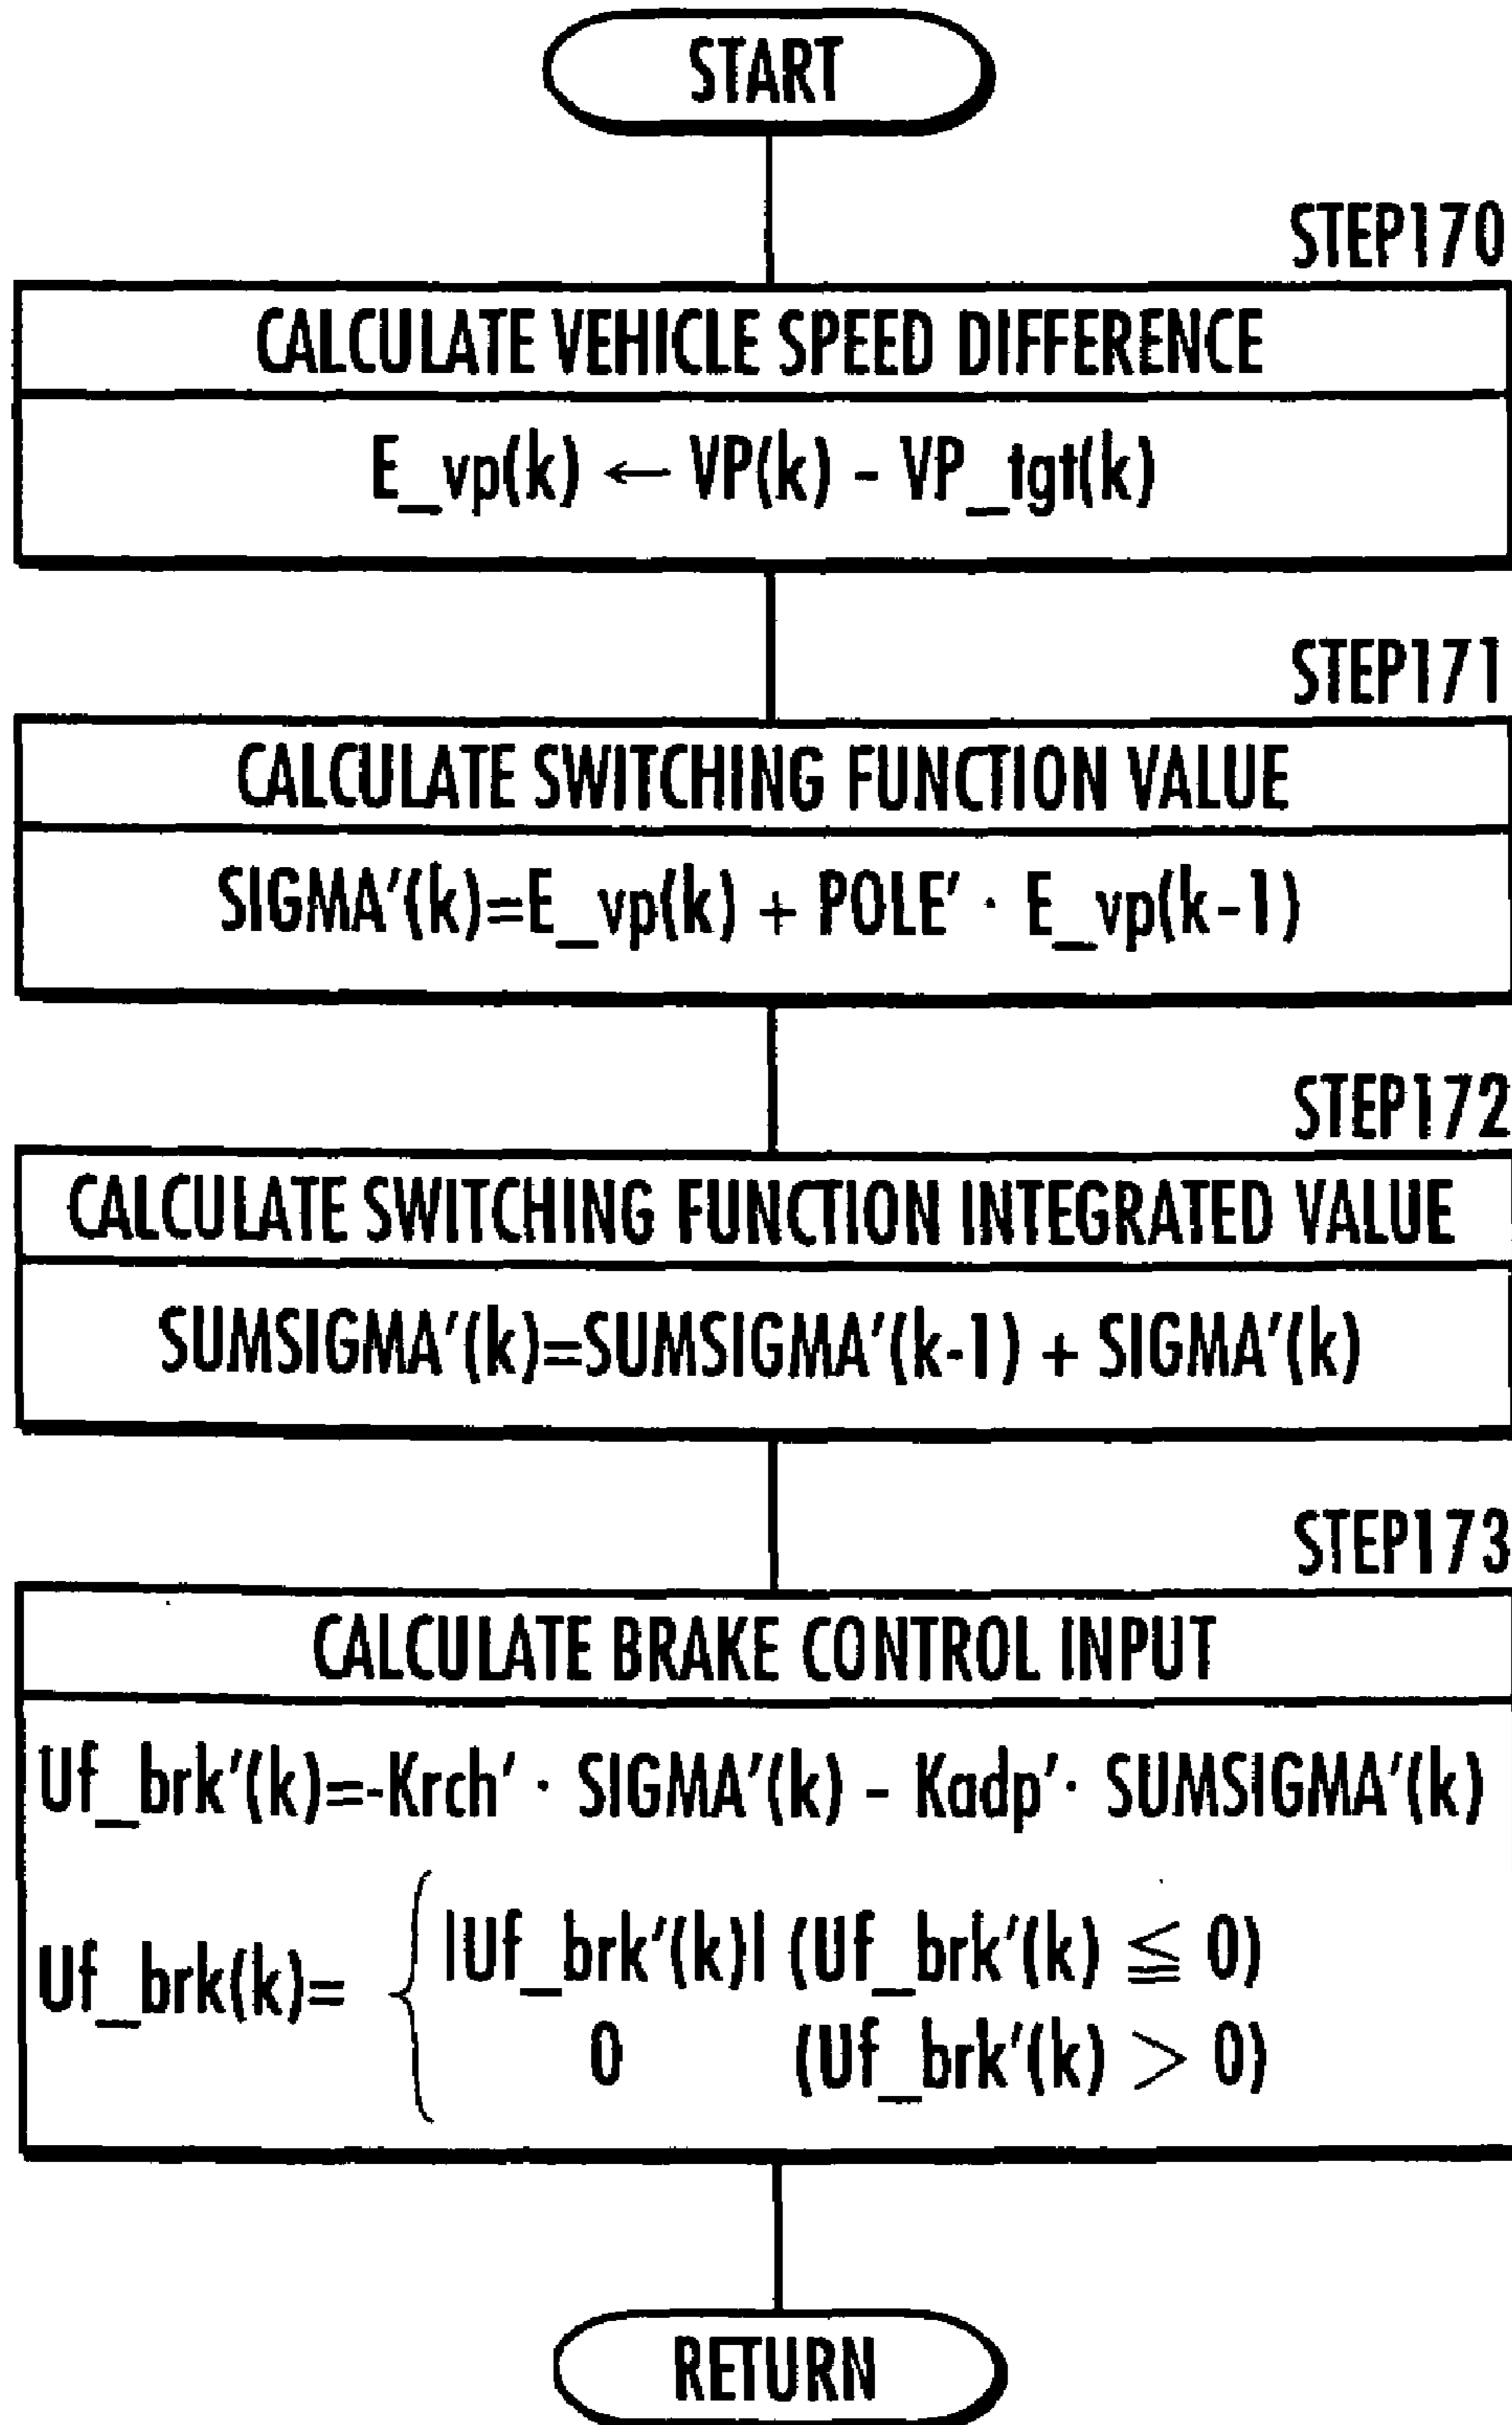 START
STEP170
CALCULATE VEHICLE SPEED DIFFERENCE
E_vp(k) ← VP(k) - VP_tgt(k)
STEP171
CALCULATE SWITCHING FUNCTION VALUE
SIGMA'(k)=E_vp(k) + POLE' · E_vp(k-1)
STEP172
CALCULATE SWITCHING FUNCTION INTEGRATED VALUE
SUMSIGMA'(k)=SUMSIGMA'(k-1) + SIGMA'(k)
STEP173
CALCULATE BRAKE CONTROL INPUT
Uf_brk'(k)=-Krch' · SIGMA'(k) - Kadp' · SUMSIGMA'(k)
Uf_brk(k)= { |Uf_brk'(k)| (Uf_brk'(k) ≦ 0)
0 (Uf_brk'(k) > 0)
RETURN